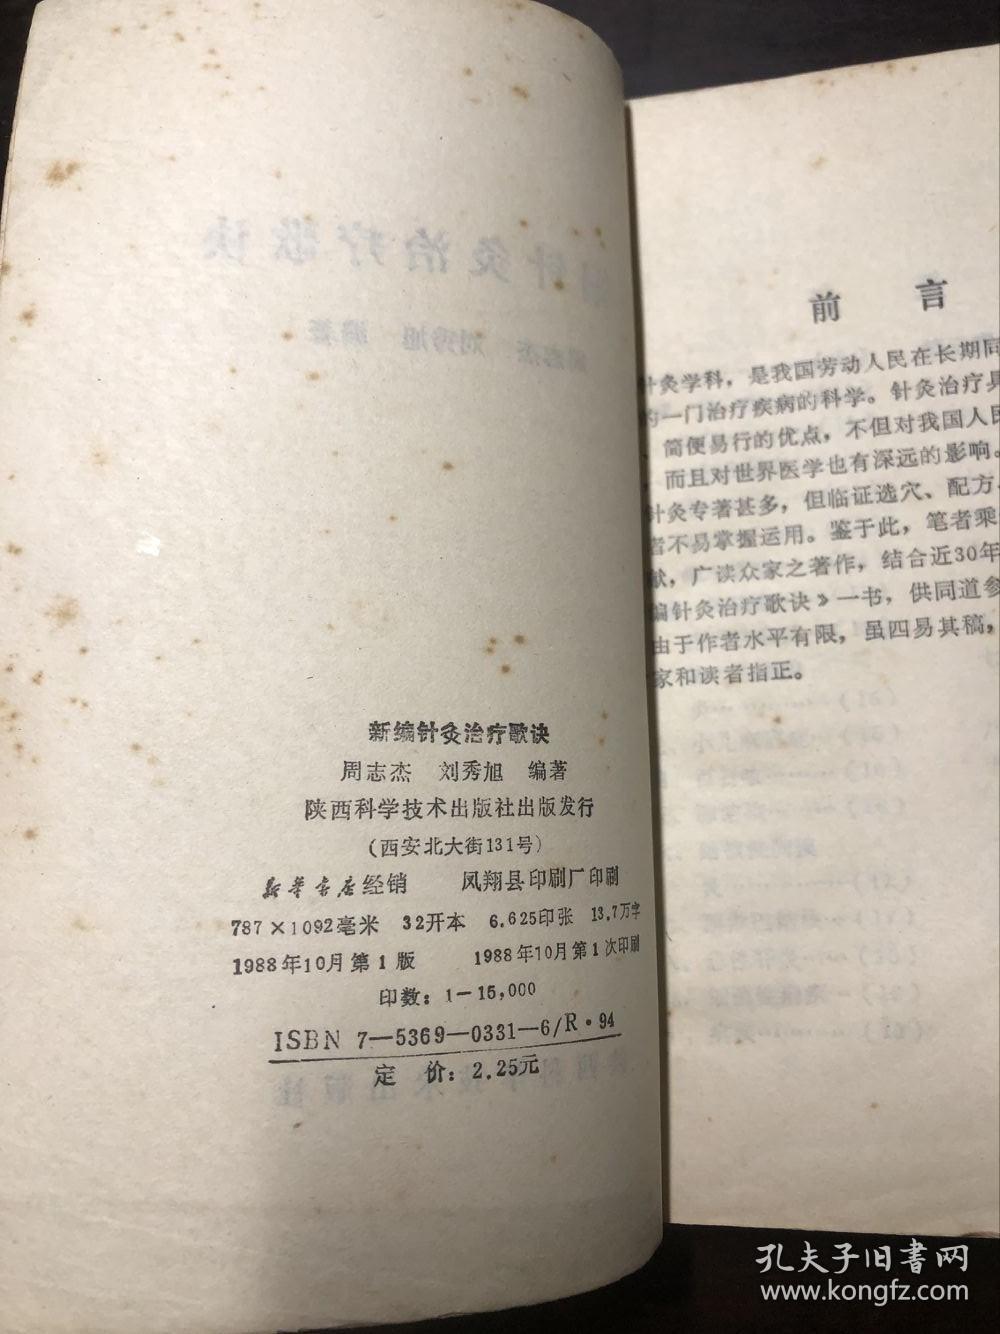 新编针灸治疗歌诀
周志杰 刘秀旭 编著
陕西科学技术出版社出版发行
(西安北大街131号)
新华书店经销 凤翔县印刷厂印刷
787×1092毫米 32开本 6.625印张 13.7万字
1988年10月第1版 1988年10月第1次印刷
印数：1—15,000
ISBN 7—5369—0331—6/R·94
定 价：2.25元
前 言
针灸学科，是我国劳动人民在长期同
的一门治疗疾病的科学。针灸治疗具
简便易行的优点，不但对我国人民
而且对世界医学也有深远的影响。
针灸专著甚多，但临证选穴、配方、
者不易掌握运用。鉴于此，笔者乘
献，广读众家之著作，结合近30年
编针灸治疗歌诀》一书，供同道参
由于作者水平有限，虽四易其稿，
家和读者指正。
孔夫子旧书网
www.kongfz.com